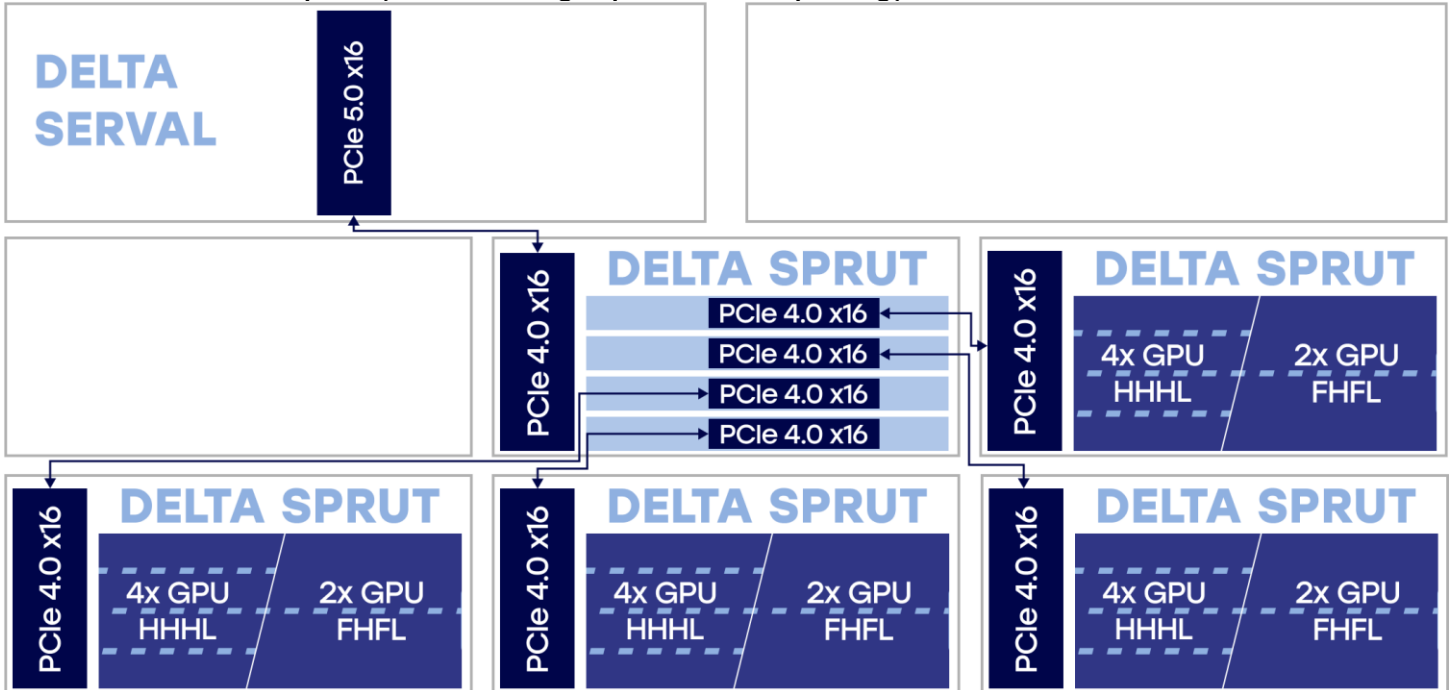 DELTA
SERVAL
PCIe 5.0 x16
PCIe 4.0 x16
DELTA SPRUT
PCIe 4.0 x16
PCIe 4.0 x16
PCIe 4.0 x16
PCIe 4.0 x16
PCIe 4.0 x16
DELTA SPRUT
4x GPU
HHHL
2x GPU
FHFL
PCIe 4.0 x16
DELTA SPRUT
4x GPU
HHHL
2x GPU
FHFL
PCIe 4.0 x16
DELTA SPRUT
4x GPU
HHHL
2x GPU
FHFL
PCIe 4.0 x16
DELTA SPRUT
4x GPU
HHHL
2x GPU
FHFL